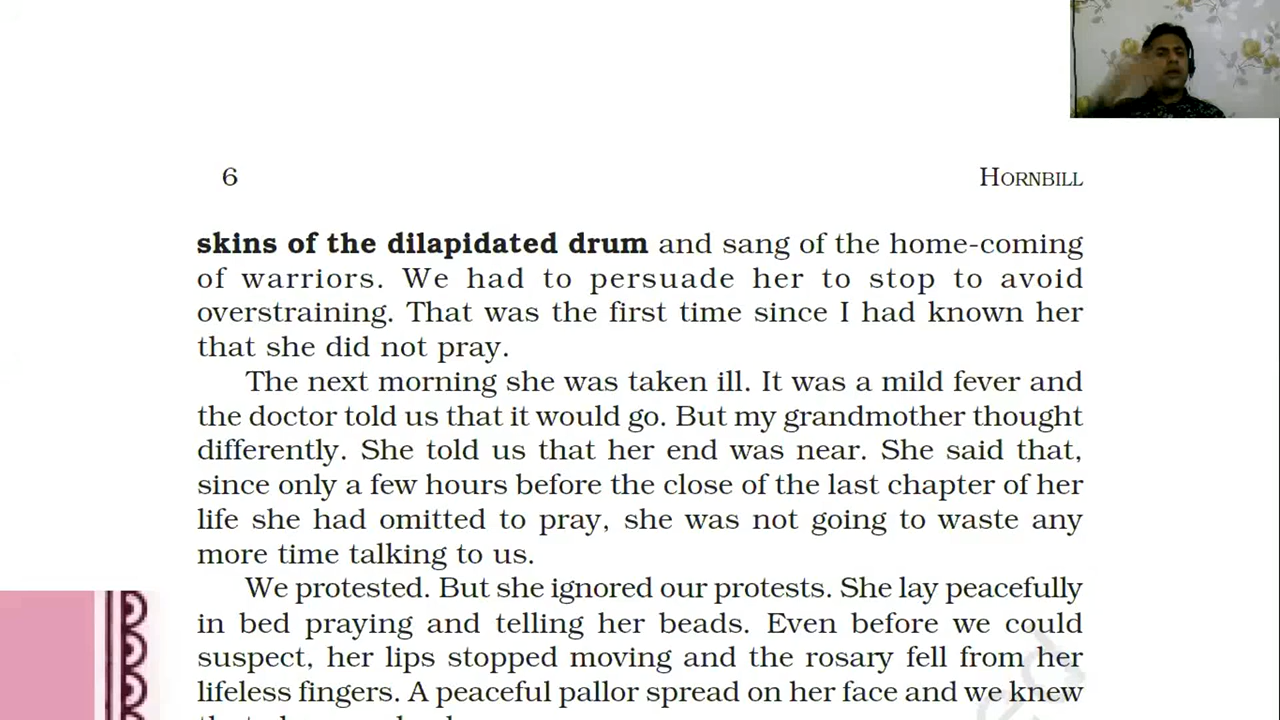 6 HORNBILL
skins of the dilapidated drum and sang of the home-coming
of warriors. We had to persuade her to stop to avoid
overstraining. That was the first time since I had known her
that she did not pray.
The next morning she was taken ill. It was a mild fever and
the doctor told us that it would go. But my grandmother thought
differently. She told us that her end was near. She said that,
since only a few hours before the close of the last chapter of her
life she had omitted to pray, she was not going to waste any
more time talking to us.
We protested. But she ignored our protests. She lay peacefully
in bed praying and telling her beads. Even before we could
suspect, her lips stopped moving and the rosary fell from her
lifeless fingers. A peaceful pallor spread on her face and we knew